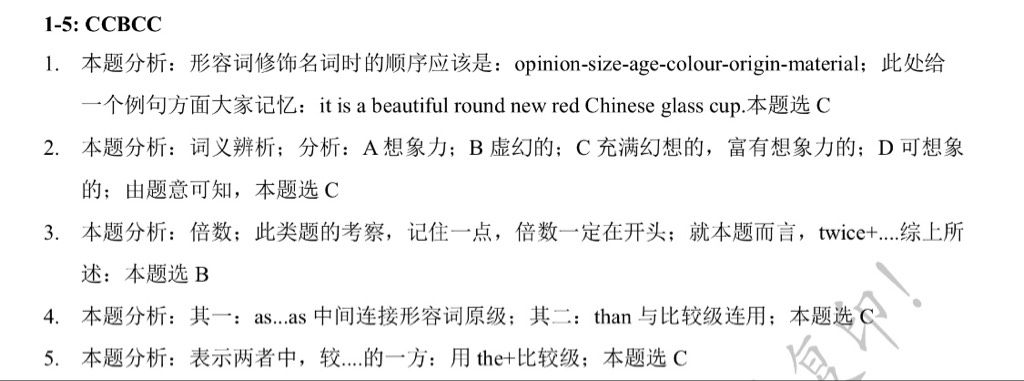 1-5: CCBCC
1. 本题分析：形容词修饰名词时的顺序应该是：opinion-size-age-colour-origin-material；此处给
一个例句方面大家记忆：it is a beautiful round new red Chinese glass cup.本题选 C
2. 本题分析：词义辨析；分析：A 想象力；B 虚幻的；C 充满幻想的，富有想象力的；D 可想象
的；由题意可知，本题选 C
3. 本题分析：倍数；此类题的考察，记住一点，倍数一定在开头；就本题而言，twice+....综上所
述：本题选 B
4. 本题分析：其一：as...as 中间连接形容词原级；其二：than 与比较级连用；本题选 C
5. 本题分析：表示两者中，较....的一方：用 the+比较级；本题选 C
复印！